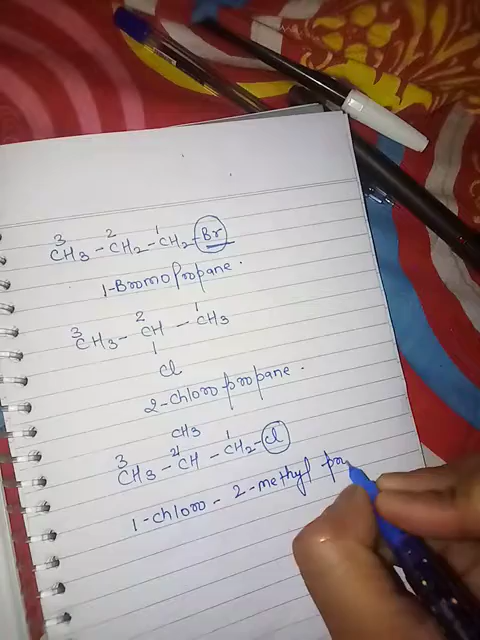 3 2 1
CH3 - CH2 - CH2 - Br
1-Bromopropane.
3 2 1
CH3 - CH - CH3
Cl
2-chloropropane.
CH3
3 2 1
CH3 - CH - CH2 - Cl
1-chloro - 2-methyl pro